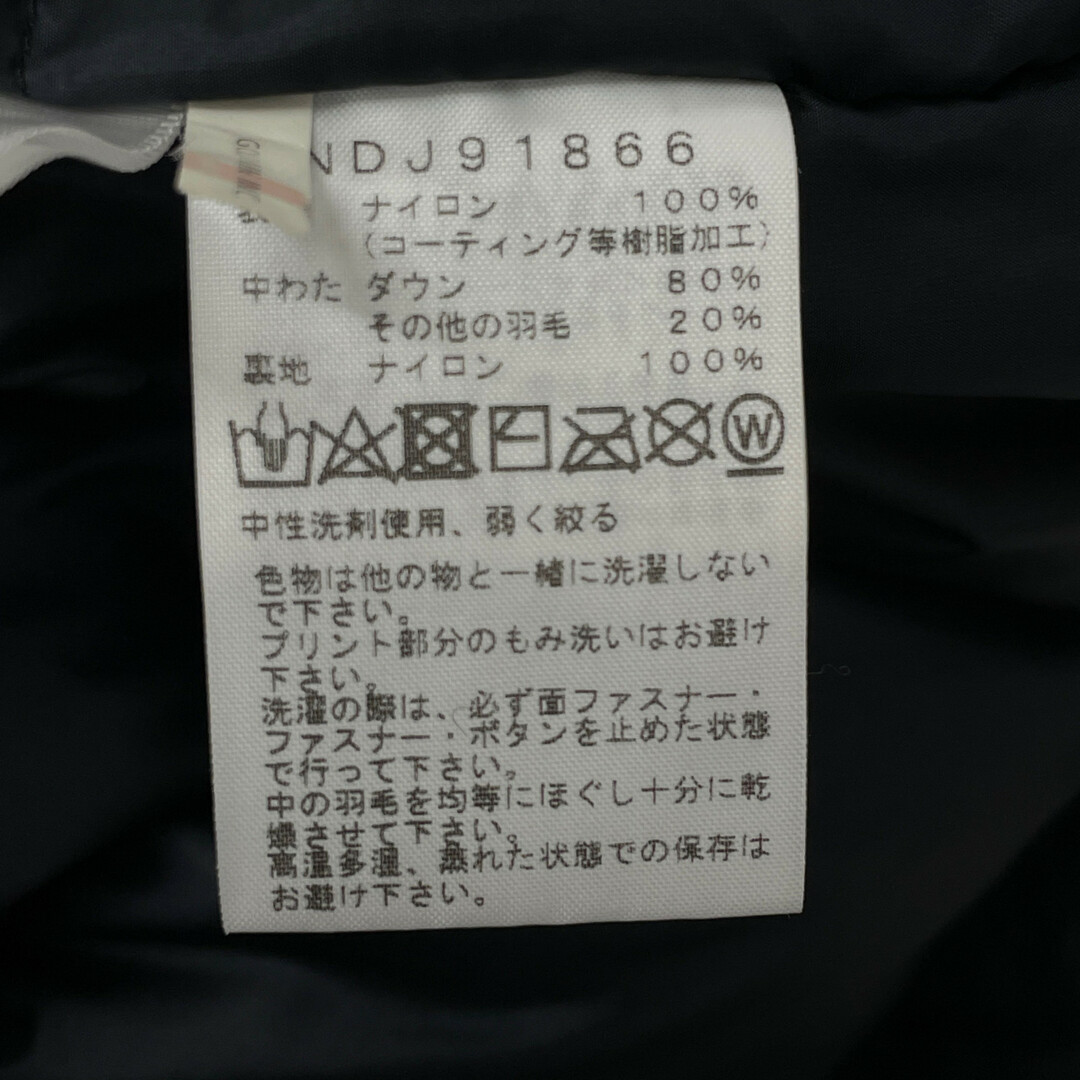 NDJ91866
ナイロン 100%
(コーティング等樹脂加工)
中わた ダウン 80%
その他の羽毛 20%
裏地 ナイロン 100%
W
中性洗剤使用、弱く絞る
色物は他の物と一緒に洗濯しない
で下さい。
プリント部分のもみ洗いはお避け
下さい。
洗濯の際は、必ず面ファスナー・
ファスナー・ボタンを止めた状態
で行って下さい。
中の羽毛を均等にほぐし十分に乾
燥させて下さい。
高温多湿、蒸れた状態での保存は
お避け下さい。